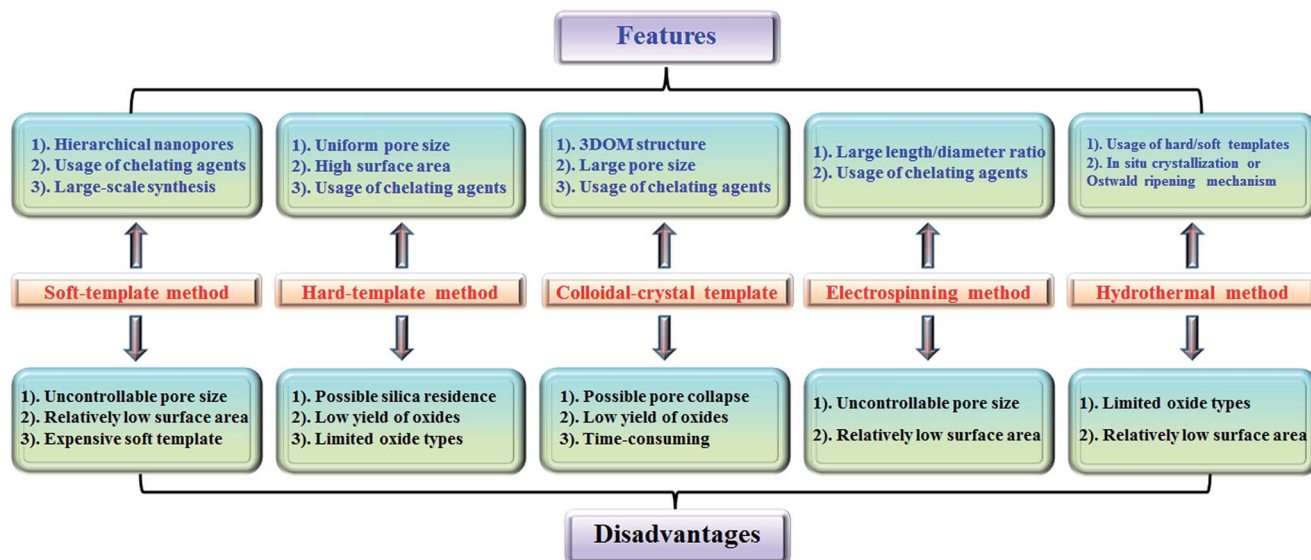 Features
1). Hierarchical nanopores
2). Usage of chelating agents
3). Large-scale synthesis
1). Uniform pore size
2). High surface area
3). Usage of chelating agents
1). 3DOM structure
2). Large pore size
3). Usage of chelating agents
1). Large length/diameter ratio
2). Usage of chelating agents
1). Usage of hard/soft templates
2). In situ crystallization or
Ostwald ripening mechanism
Soft-template method
Hard-template method
Colloidal-crystal template
Electrospinning method
Hydrothermal method
1). Uncontrollable pore size
2). Relatively low surface area
3). Expensive soft template
1). Possible silica residence
2). Low yield of oxides
3). Limited oxide types
1). Possible pore collapse
2). Low yield of oxides
3). Time-consuming
1). Uncontrollable pore size
2). Relatively low surface area
1). Limited oxide types
2). Relatively low surface area
Disadvantages